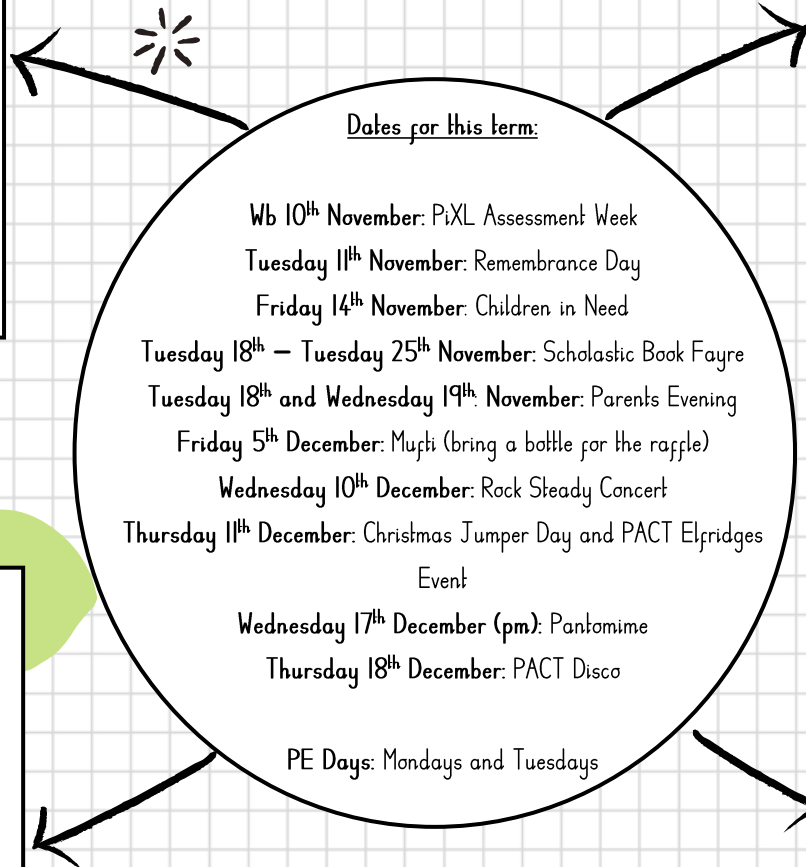 Dates for this term:
Wb 10th November: PiXL Assessment Week
Tuesday 11th November: Remembrance Day
Friday 14th November: Children in Need
Tuesday 18th – Tuesday 25th November: Scholastic Book Fayre
Tuesday 18th and Wednesday 19th: November: Parents Evening
Friday 5th December: Mufti (bring a bottle for the raffle)
Wednesday 10th December: Rock Steady Concert
Thursday 11th December: Christmas Jumper Day and PACT Elfridges
Event
Wednesday 17th December (pm): Pantomime
Thursday 18th December: PACT Disco
PE Days: Mondays and Tuesdays